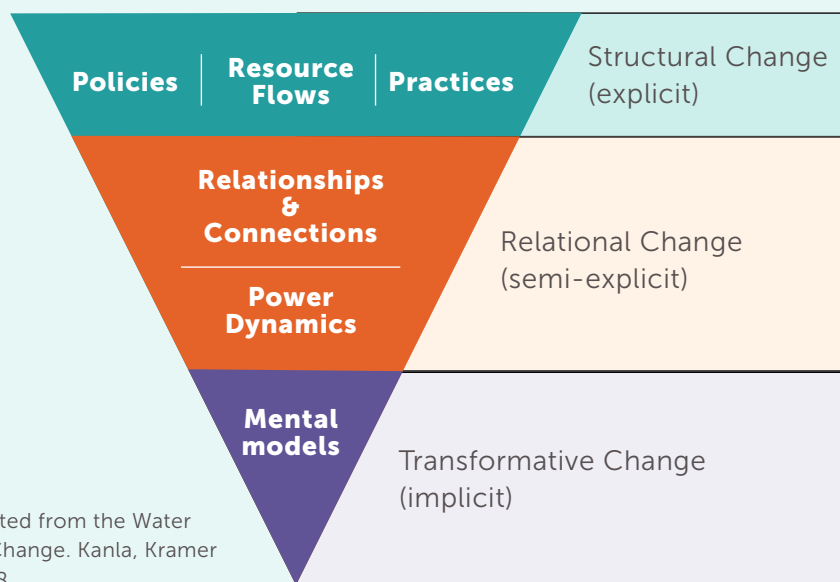 Policies
Resource
Flows
Practices
Structural Change
(explicit)
Relationships
&
Connections
Power
Dynamics
Relational Change
(semi-explicit)
Mental
models
Transformative Change
(implicit)
ted from the Water
Change. Kanla, Kramer